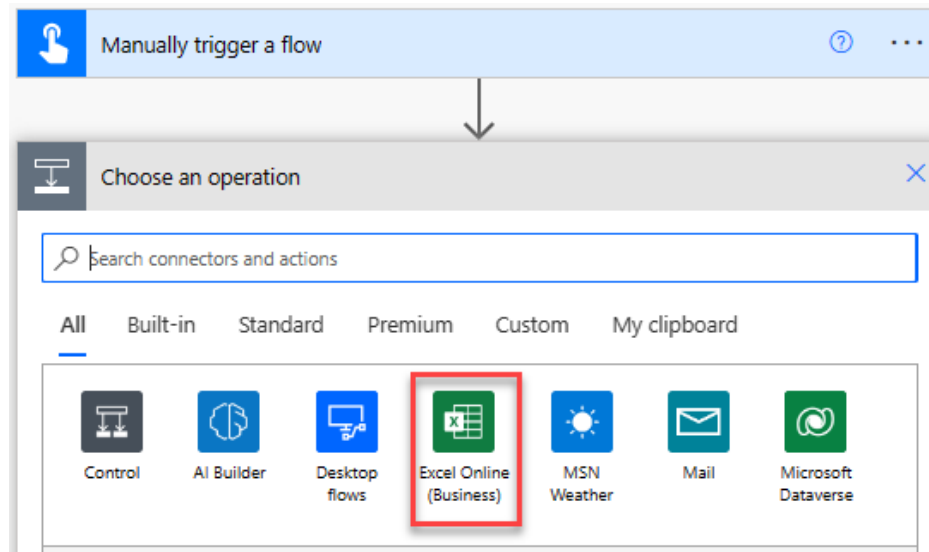 Manually trigger a flow
Choose an operation
Search connectors and actions
All Built-in Standard Premium Custom My clipboard
Control AI Builder Desktop flows Excel Online (Business) MSN Weather Mail Microsoft Dataverse